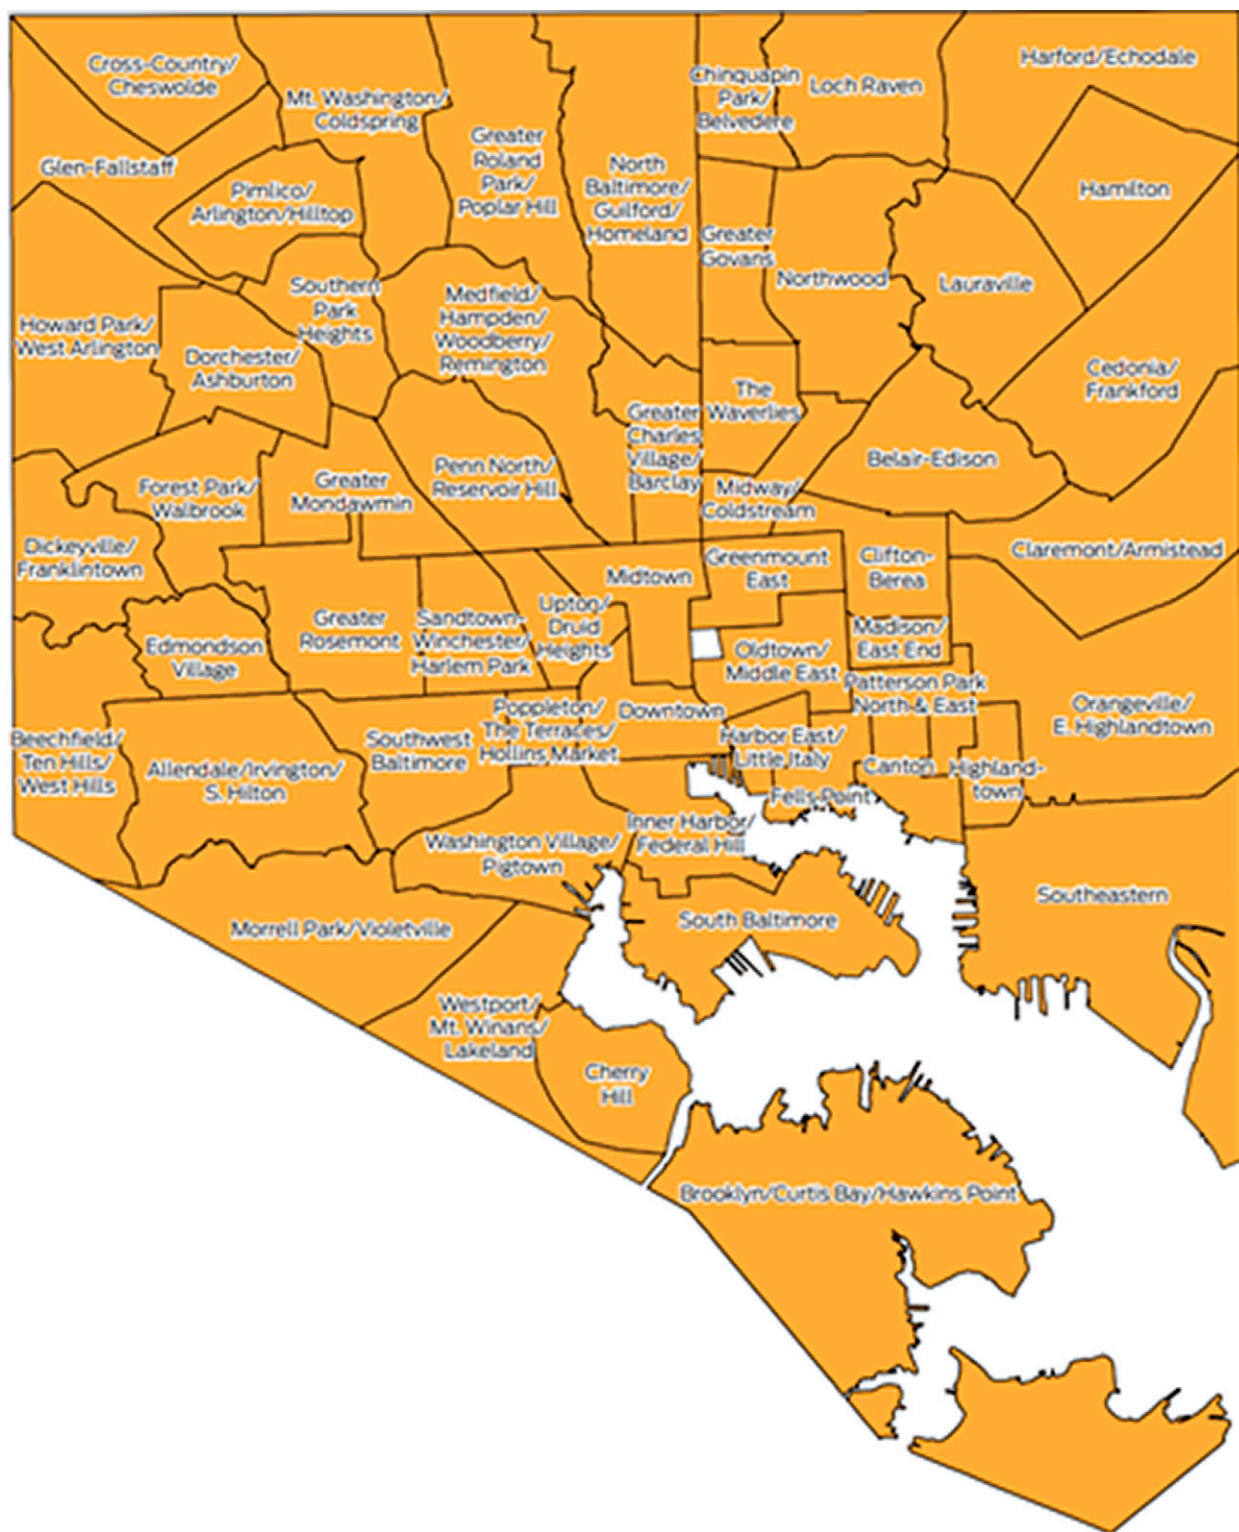 Cross-Country/
Cheswolde
Mt. Washington/
Coldspring
Greater
Roland
Park/
Poplar Hill
North
Baltimore/
Guilford/
Homeland
Chinquapin
Park/
Belvedere
Loch Raven
Harford/Echodale
Glen-Fallstaff
Pimlico/
Arlington/Hilltop
Hamilton
Greater
Govans
Northwood
Lauraville
Howard Park/
West Arlington
Dorchester/
Ashburton
Southern
Park
Heights
Medfield/
Hampden/
Woodberry/
Remington
The
Waverlies
Cedonia/
Frankford
Greater
Charles
Village/
Barclay
Belair-Edison
Forest Park/
Walbrook
Greater
Mondawmin
Penn North/
Reservoir Hill
Midway/
Coldstream
Dickeyville/
Franklintown
Midtown
Greenmount
East
Clifton-
Berea
Claremont/Armistead
Edmondson
Village
Greater
Rosemont
Sandtown-
Winchester/
Harlem Park
Upton/
Druid
Heights
Oldtown/
Middle East
Madison/
East End
Patterson Park
North & East
Orangeville/
E. Highlandtown
Beechfield/
Ten Hills/
West Hills
Allendale/Irvington/
S. Hilton
Southwest
Baltimore
Poppleton/
The Terraces/
Hollins Market
Downtown
Harbor East/
Little Italy
Canton
Highland-
town
Fells Point
Washington Village/
Pigtown
Inner Harbor/
Federal Hill
Southeastern
Morrell Park/Violetville
South Baltimore
Westport/
Mt. Winans/
Lakeland
Cherry
Hill
Brooklyn/Curtis Bay/Hawkins Point